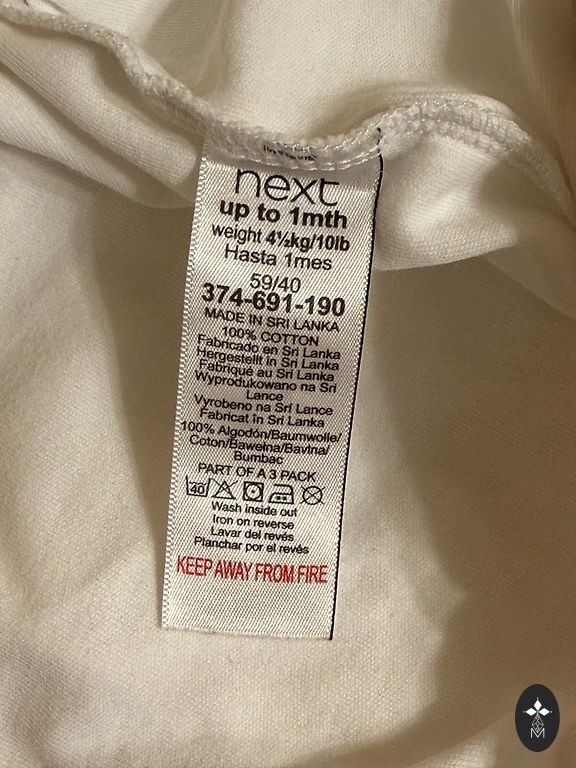 next
up to 1mth
weight 4½kg/10lb
Hasta 1mes
59/40
374-691-190
MADE IN SRI LANKA
100% COTTON
Fabricado en Sri Lanka
Hergestellt in Sri Lanka
Fabriqué au Sri Lanka
Wyprodukowano na Sri
Lance
Vyrobeno na Sri Lance
Fabricat în Sri Lanka
100% Algodón/Baumwolle/
Coton/Bawełna/Bavlna/
Bumbac
PART OF A 3 PACK
40
Wash inside out
Iron on reverse
Lavar del revés
Planchar por el revés
KEEP AWAY FROM FIRE
M